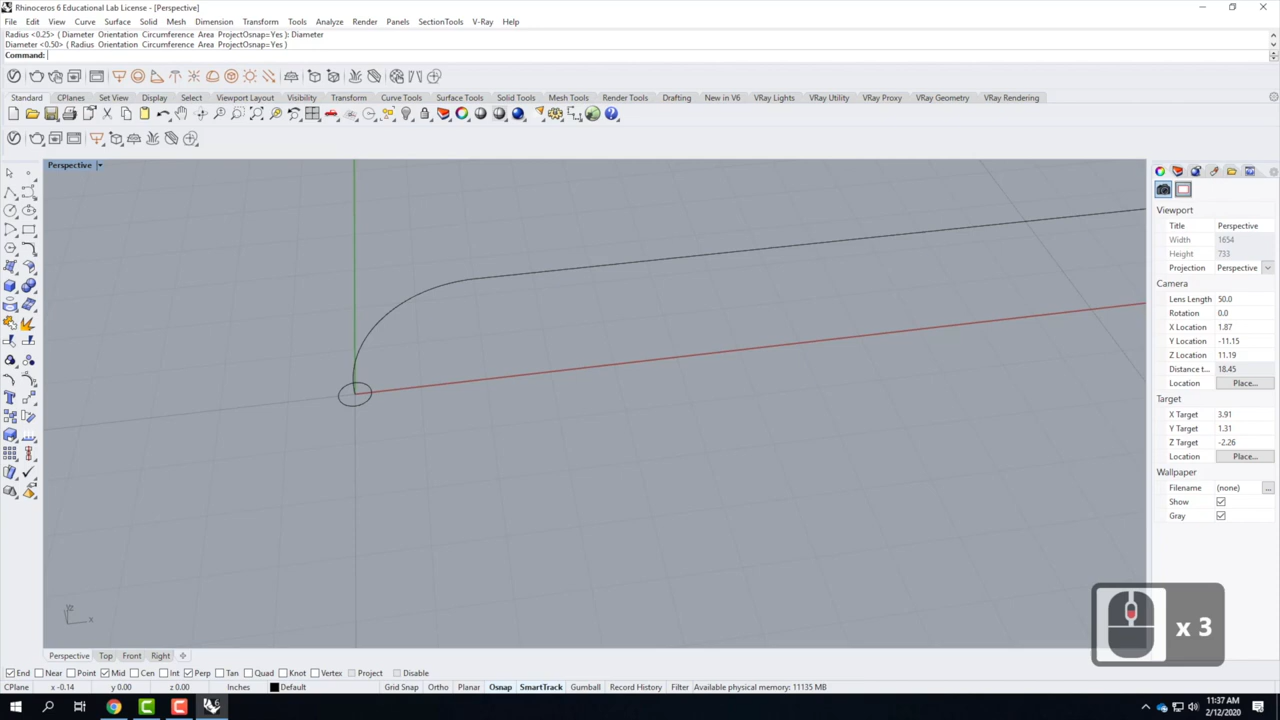 Rhinoceros 6 Educational Lab License - [Perspective]
File Edit View Curve Surface Solid Mesh Dimension Transform Tools Analyze Render Panels SectionTools V-Ray Help
Radius <0.25> ( Diameter Orientation Circumference Area ProjectOsnap=Yes ): Diameter
Diameter <0.50> ( Radius Orientation Circumference Area ProjectOsnap=Yes )
Command:
Standard CPlanes Set View Display Select Viewport Layout Visibility Transform Curve Tools Surface Tools Solid Tools Mesh Tools Render Tools Drafting New in V6 VRay Lights VRay Utility VRay Proxy VRay Geometry VRay Rendering
Perspective
Viewport
Title Perspective
Width 1654
Height 733
Projection Perspective
Camera
Lens Length 50.0
Rotation 0.0
X Location 1.87
Y Location -11.15
Z Location 11.19
Distance t... 18.45
Location Place...
Target
X Target 3.91
Y Target 1.31
Z Target -2.26
Location Place...
Wallpaper
Filename (none) ...
Show
Gray
x 3
x
Perspective Top Front Right
End Near Point Mid Cen Int Perp Tan Quad Knot Vertex Project Disable
CPlane x -0.14 y 0.00 z 0.00 Inches Default Grid Snap Ortho Planar Osnap SmartTrack Gumball Record History Filter Available physical memory: 11135 MB
11:37 AM
2/12/2020